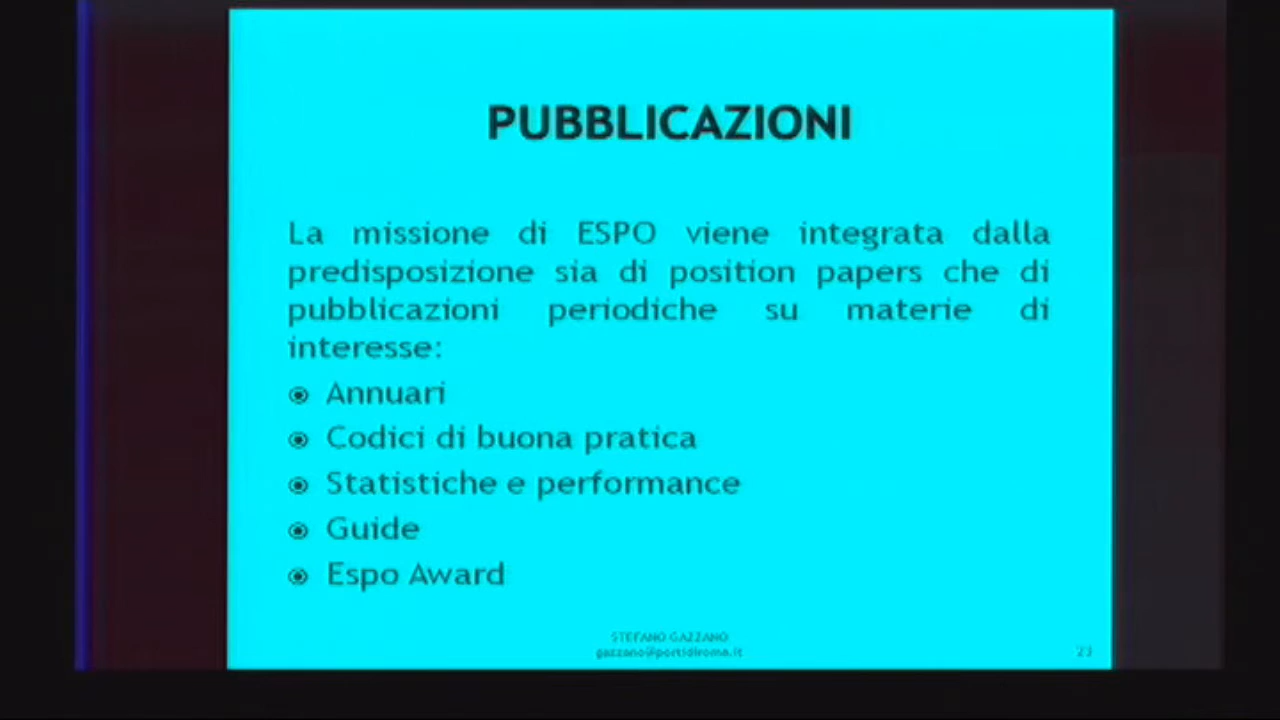 PUBBLICAZIONI
La missione di ESPO viene integrata dalla
predisposizione sia di position papers che di
pubblicazioni periodiche su materie di
interesse:
Annuari
Codici di buona pratica
Statistiche e performance
Guide
Espo Award
STEFANO GAZZANO
gazzano@portidiroma.it
23